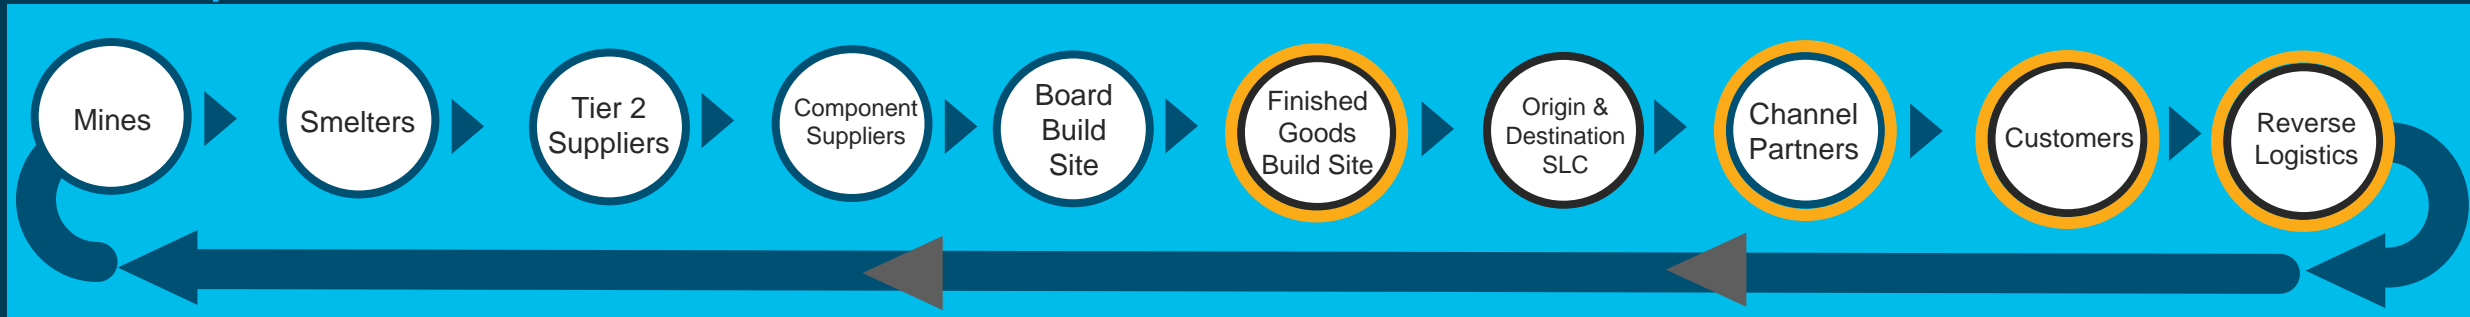 Mines
Smelters
Tier 2
Suppliers
Component
Suppliers
Board
Build
Site
Finished
Goods
Build Site
Origin &
Destination
SLC
Channel
Partners
Customers
Reverse
Logistics